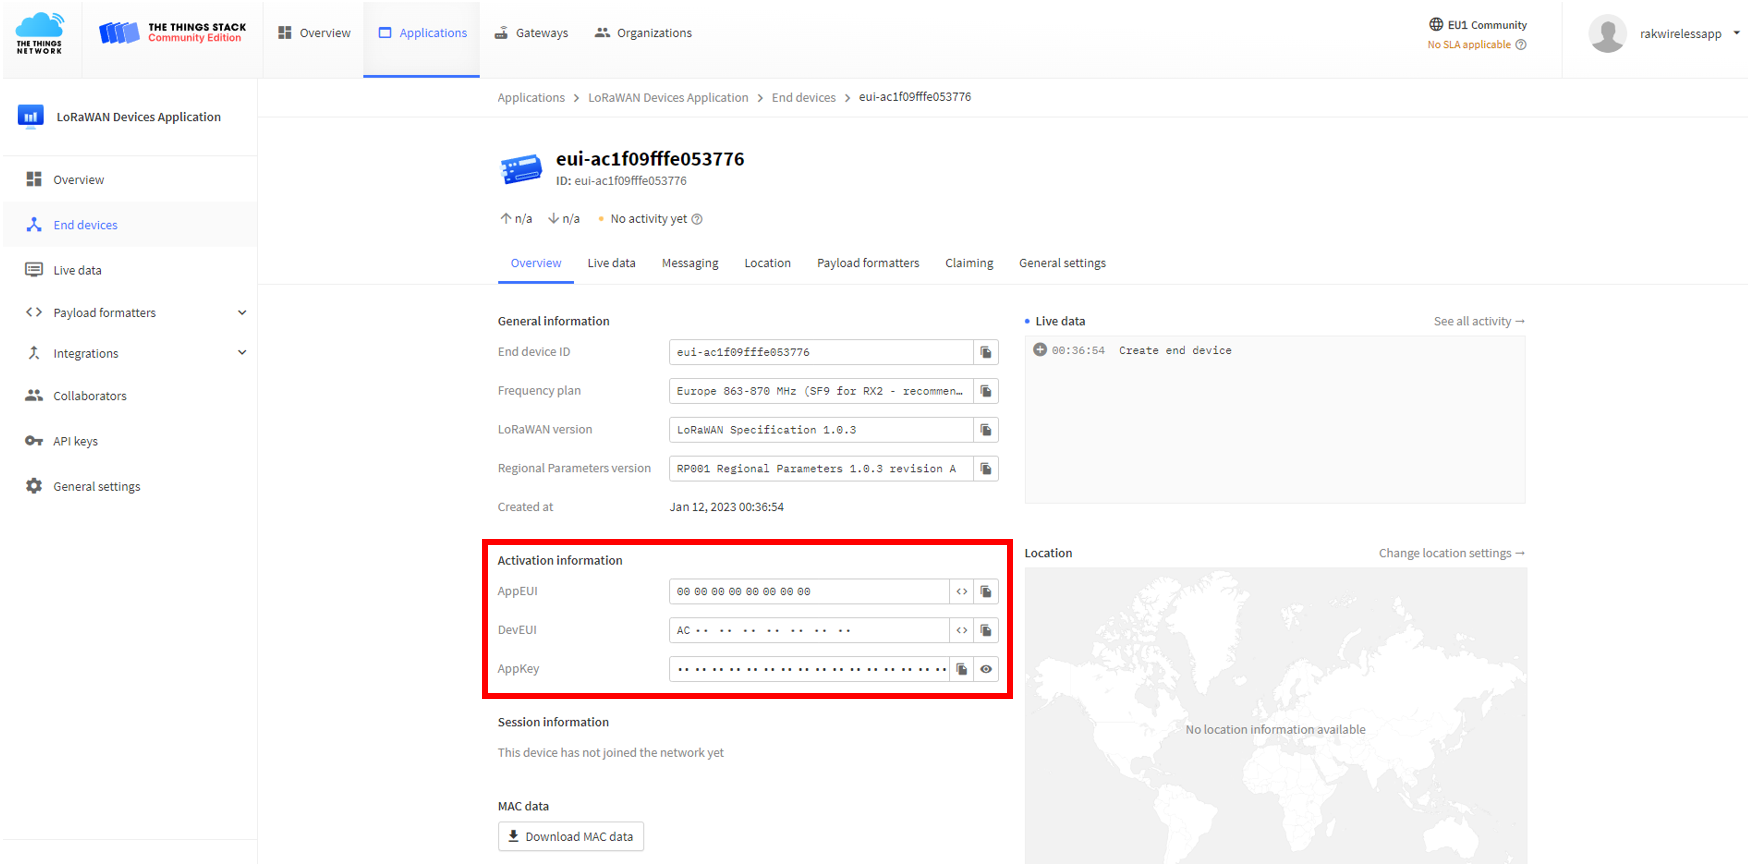 THE THINGS NETWORK
THE THINGS STACK
Community Edition
Overview
Applications
Gateways
Organizations
EU1 Community
No SLA applicable
rakwirelessapp
LoRaWAN Devices Application
Overview
End devices
Live data
Payload formatters
Integrations
Collaborators
API keys
General settings
Applications > LoRaWAN Devices Application > End devices > eui-ac1f09fffe053776
eui-ac1f09fffe053776
ID: eui-ac1f09fffe053776
↑ n/a ↓ n/a • No activity yet
Overview Live data Messaging Location Payload formatters Claiming General settings
General information
End device ID eui-ac1f09fffe053776
Frequency plan Europe 863-870 MHz (SF9 for RX2 - recommen…
LoRaWAN version LoRaWAN Specification 1.0.3
Regional Parameters version RP001 Regional Parameters 1.0.3 revision A
Created at Jan 12, 2023 00:36:54
Activation information
AppEUI 00 00 00 00 00 00 00 00
DevEUI AC •• •• •• •• •• •• ••
AppKey •• •• •• •• •• •• •• •• •• •• •• •• •• •• •• ••
Session information
This device has not joined the network yet
MAC data
Download MAC data
• Live data
See all activity →
00:36:54 Create end device
Location
Change location settings →
No location information available